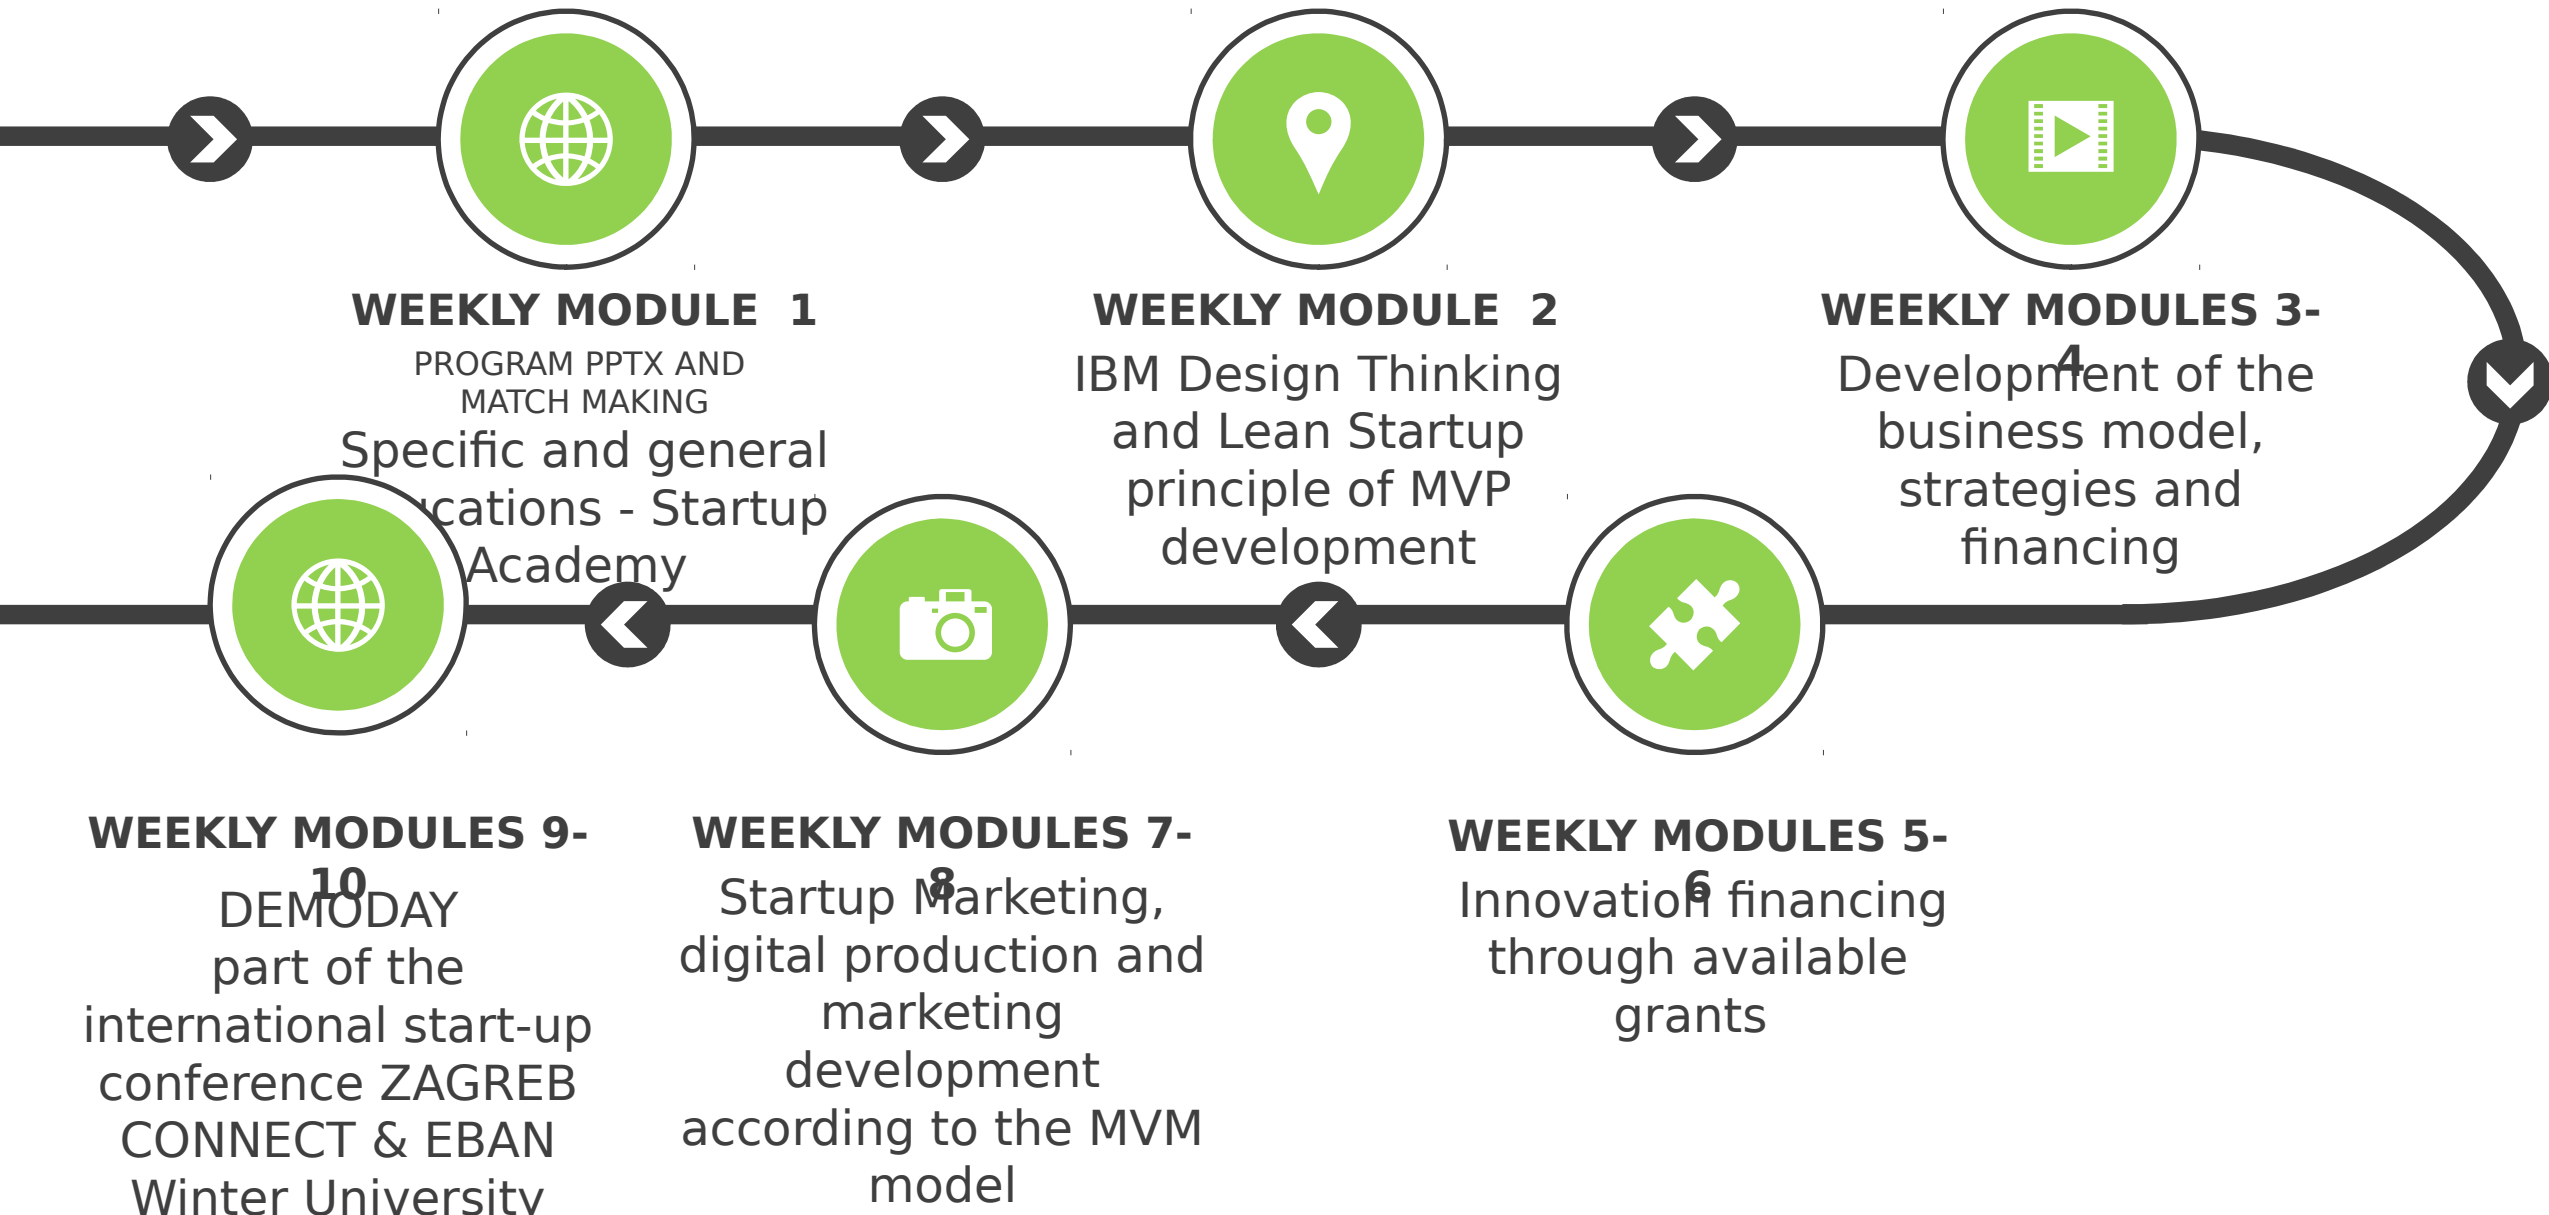 WEEKLY MODULE 1
PROGRAM PPTX AND
MATCH MAKING
Specific and general
cations - Startup
Academy
WEEKLY MODULE 2
IBM Design Thinking
and Lean Startup
principle of MVP
development
WEEKLY MODULES 3-
4
Development of the
business model,
strategies and
financing
WEEKLY MODULES 5-
6
Innovation financing
through available
grants
WEEKLY MODULES 7-
8
Startup Marketing,
digital production and
marketing
development
according to the MVM
model
WEEKLY MODULES 9-
10
DEMODAY
part of the
international start-up
conference ZAGREB
CONNECT & EBAN
Winter University